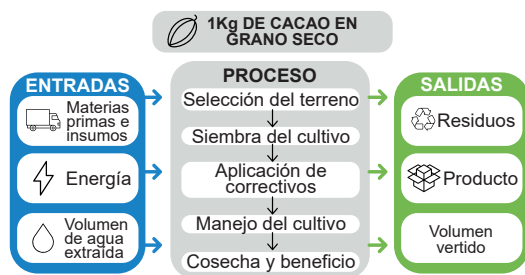 1Kg DE CACAO EN
GRANO SECO
ENTRADAS
Materias
primas e
insumos
Energía
Volumen
de agua
extraída
PROCESO
Selección del terreno
Siembra del cultivo
Aplicación de
correctivos
Manejo del cultivo
Cosecha y beneficio
SALIDAS
Residuos
Producto
Volumen
vertido